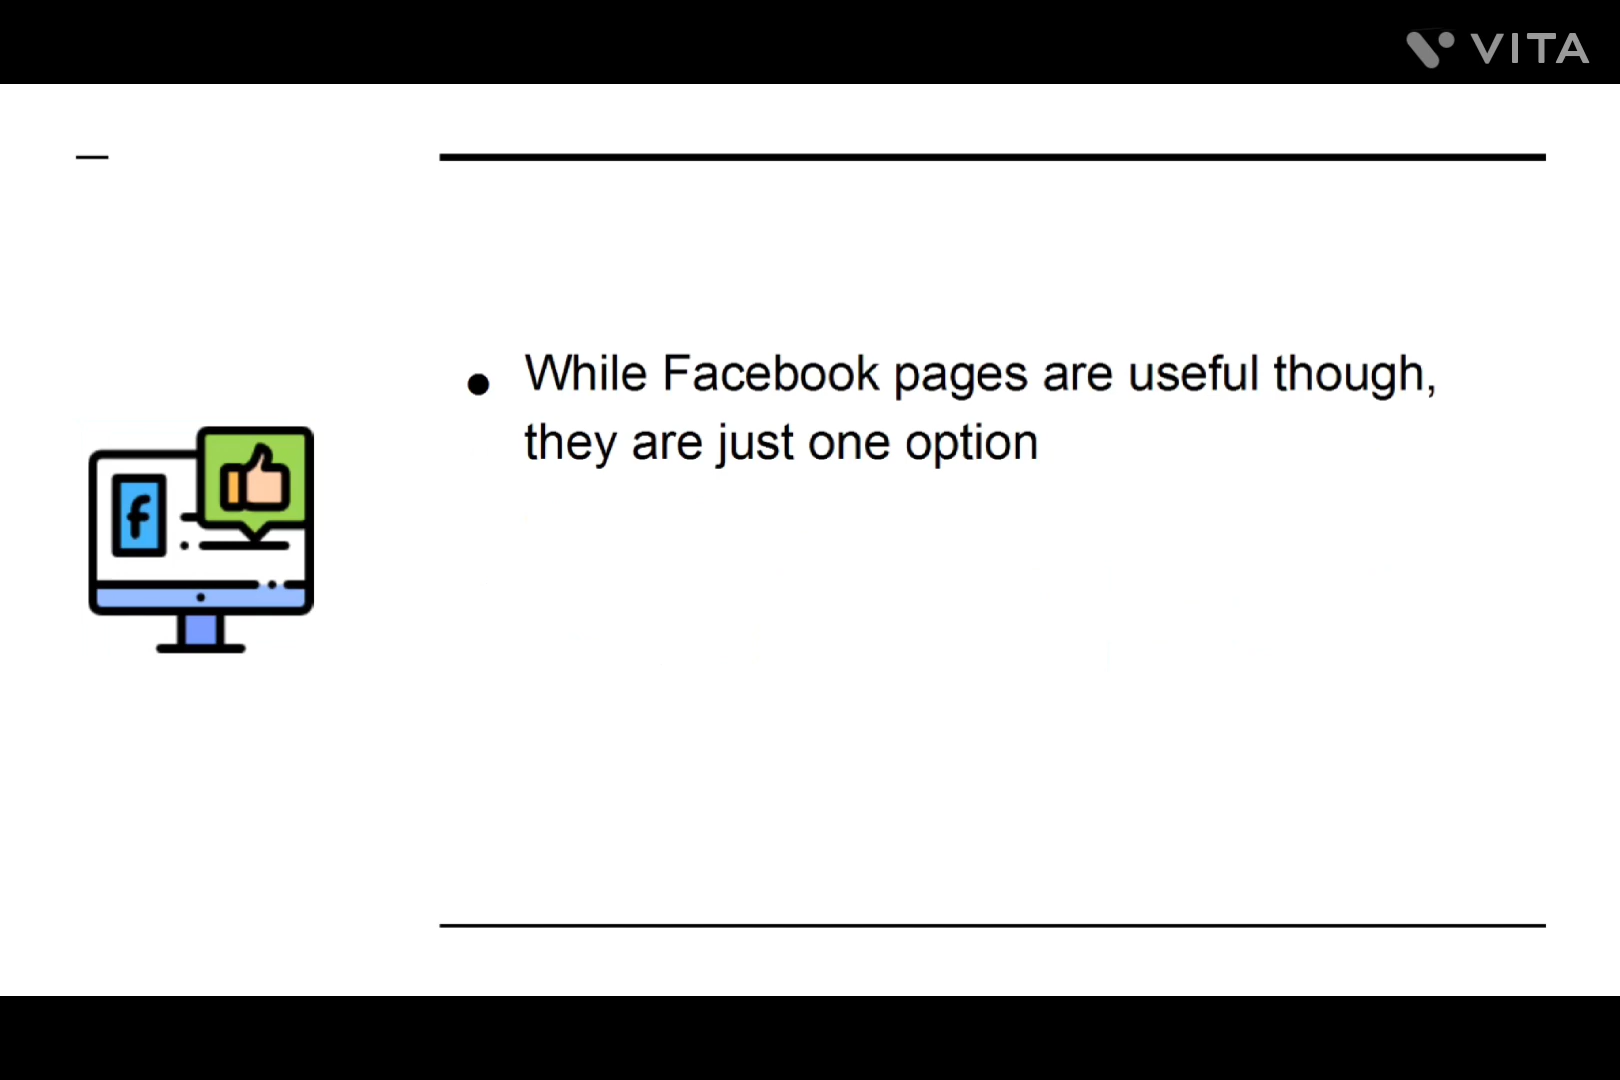 VITA
● While Facebook pages are useful though,
they are just one option
f